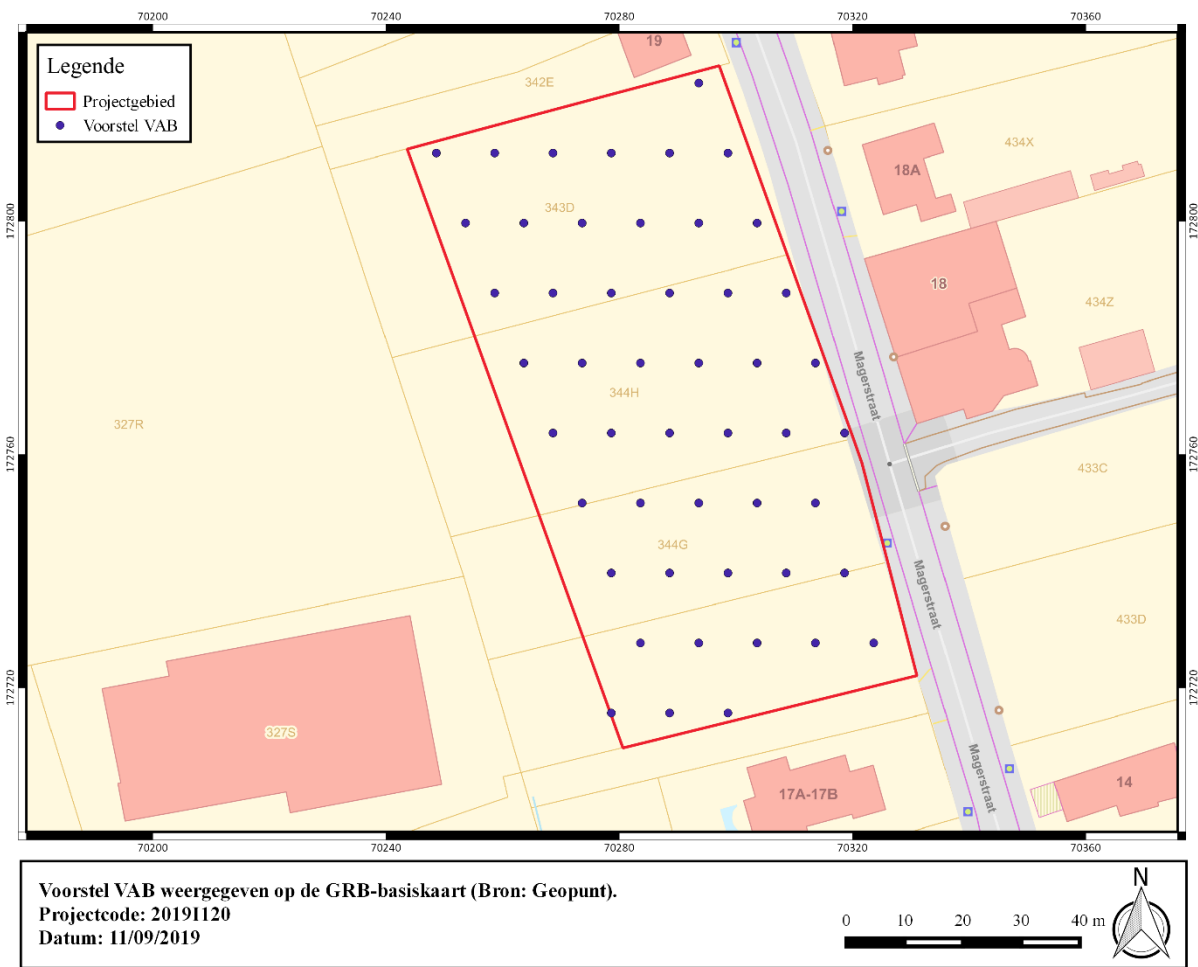 70200 70240 70280 70320 70360
Legende
Projectgebied
Voorstel VAB
19
342E
434X
18A
343D
172800 172800
18
434Z
Magerstraat
344H
327R
172760 172760
433C
344G
Magerstraat
433D
172720 172720
327S
Magerstraat
17A-17B
14
70200 70240 70280 70320 70360
Voorstel VAB weergegeven op de GRB-basiskaart (Bron: Geopunt).
Projectcode: 2019I120
Datum: 11/09/2019
0 10 20 30 40 m
N